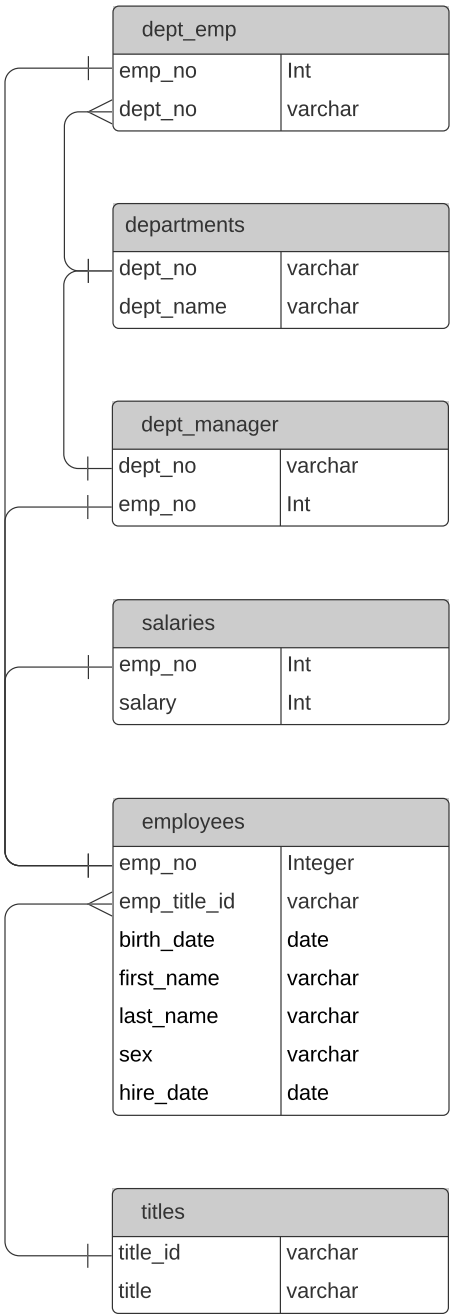 dept_emp
emp_no Int
dept_no varchar
departments
dept_no varchar
dept_name varchar
dept_manager
dept_no varchar
emp_no Int
salaries
emp_no Int
salary Int
employees
emp_no Integer
emp_title_id varchar
birth_date date
first_name varchar
last_name varchar
sex varchar
hire_date date
titles
title_id varchar
title varchar